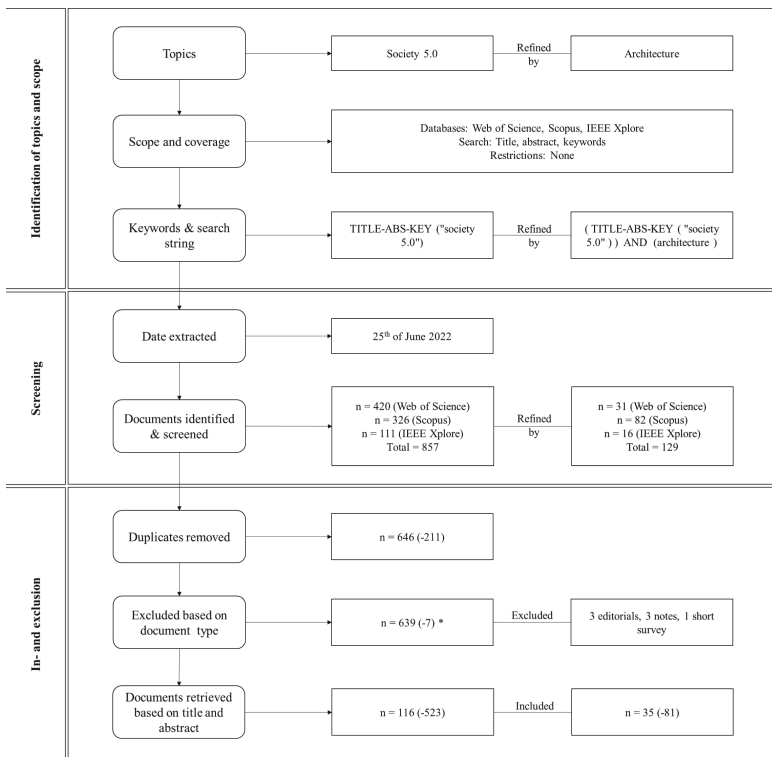 Identification of topics and scope
Topics
Society 5.0
Refined
by
Architecture
Scope and coverage
Databases: Web of Science, Scopus, IEEE Xplore
Search: Title, abstract, keywords
Restrictions: None
Keywords & search
string
TITLE-ABS-KEY ("society
5.0")
Refined
by
( TITLE-ABS-KEY ( "society
5.0" ) ) AND (architecture )
Screening
Date extracted
25th of June 2022
Documents identified
& screened
n = 420 (Web of Science)
n = 326 (Scopus)
n = 111 (IEEE Xplore)
Total = 857
Refined
by
n = 31 (Web of Science)
n = 82 (Scopus)
n = 16 (IEEE Xplore)
Total = 129
In- and exclusion
Duplicates removed
n = 646 (-211)
Excluded based on
document type
n = 639 (-7) *
Excluded
3 editorials, 3 notes, 1 short
survey
Documents retrieved
based on title and
abstract
n = 116 (-523)
Included
n = 35 (-81)